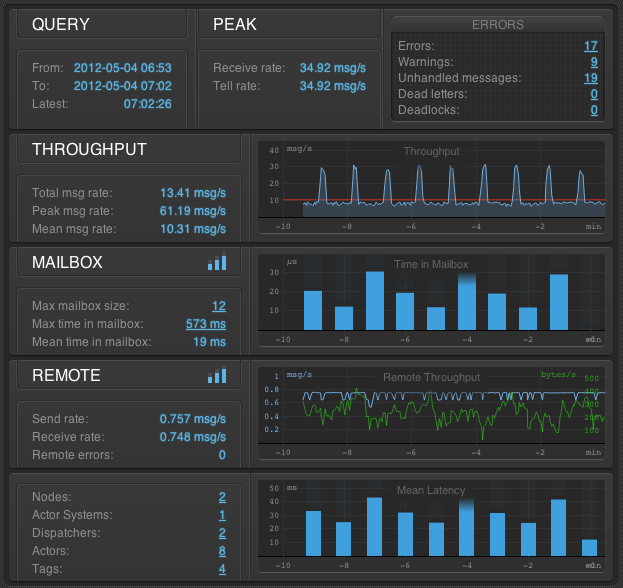 QUERY
From: 2012-05-04 06:53
To: 2012-05-04 07:02
Latest: 07:02:26
PEAK
Receive rate: 34.92 msg/s
Tell rate: 34.92 msg/s
ERRORS
Errors: 17
Warnings: 9
Unhandled messages: 19
Dead letters: 0
Deadlocks: 0
THROUGHPUT
Total msg rate: 13.41 msg/s
Peak msg rate: 61.19 msg/s
Mean msg rate: 10.31 msg/s
msg/s
Throughput
40
30
20
10
-10 -8 -6 -4 -2 min
MAILBOX
Max mailbox size: 12
Max time in mailbox: 573 ms
Mean time in mailbox: 19 ms
µs
Time in Mailbox
30
20
10
-10 -8 -6 -4 -2 min
REMOTE
Send rate: 0.757 msg/s
Receive rate: 0.748 msg/s
Remote errors: 0
1 msg/s bytes/s 500
Remote Throughput
0.8 400
0.6 300
0.4 200
0.2 100
-10 -8 -6 -4 -2 min
Nodes: 2
Actor Systems: 1
Dispatchers: 2
Actors: 8
Tags: 4
50 ms
Mean Latency
40
30
20
10
-10 -8 -6 -4 -2 min